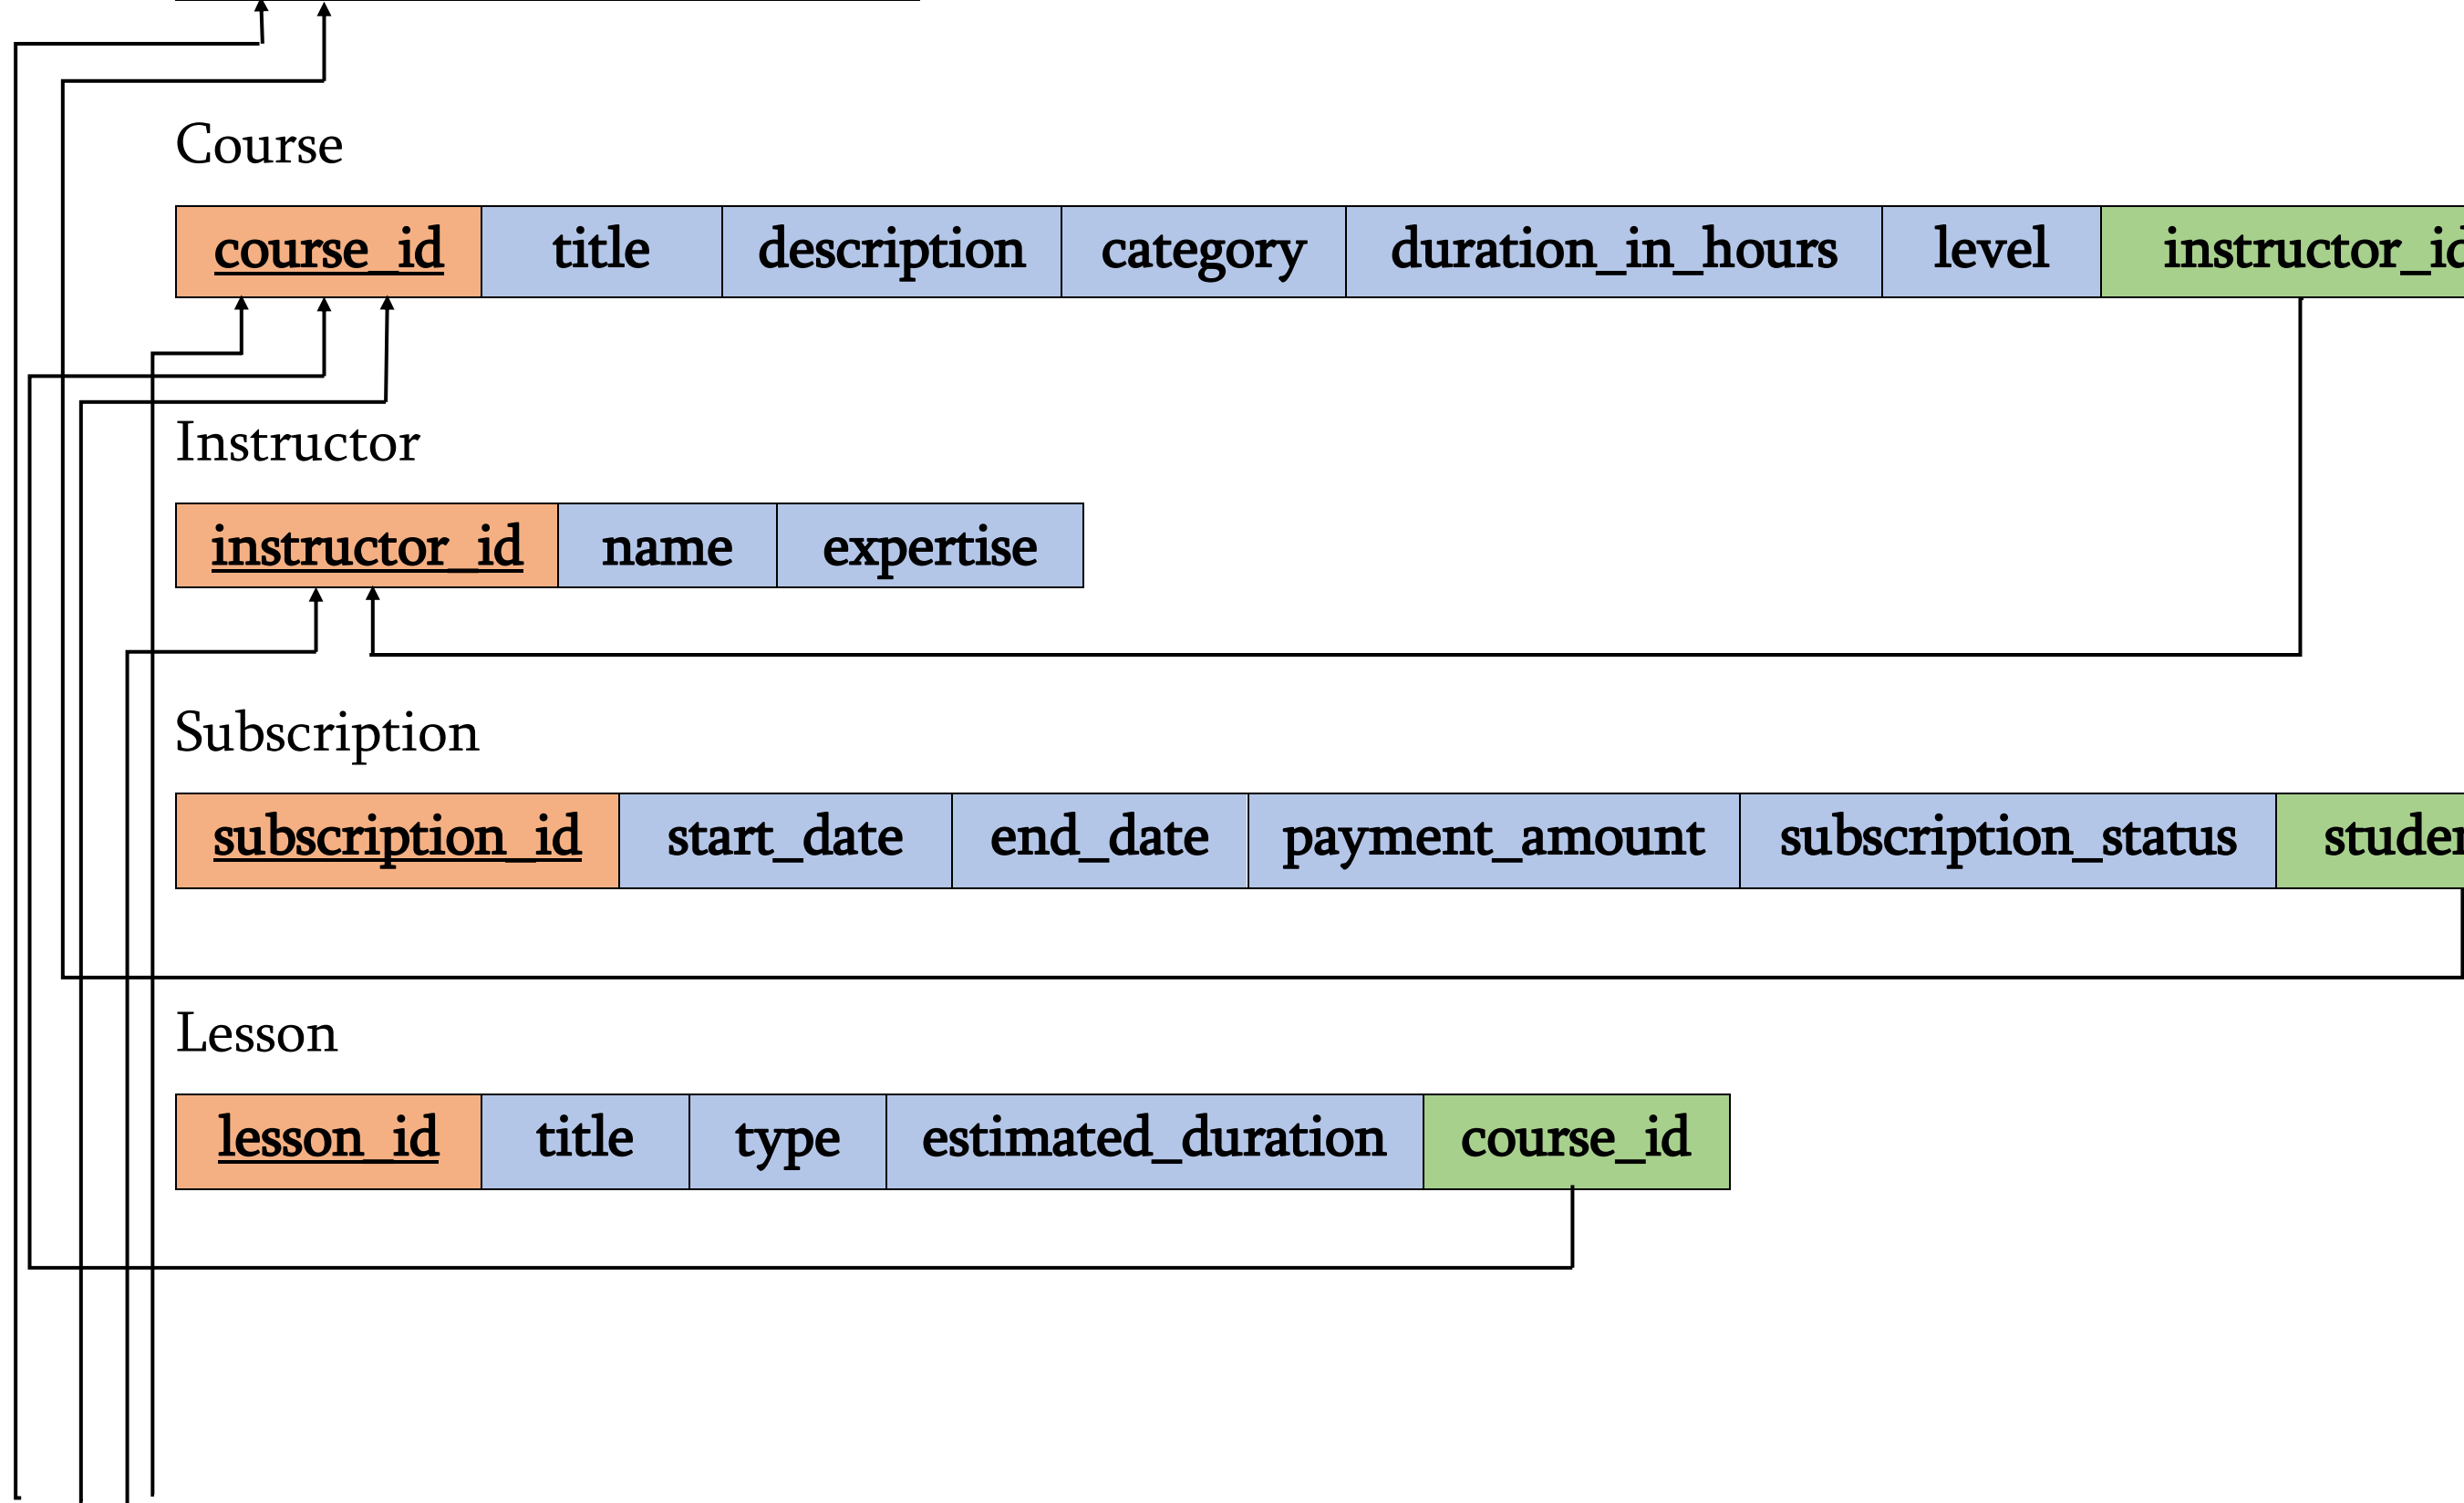 Course
course_id title description category duration_in_hours level instructor_id
Instructor
instructor_id name expertise
Subscription
subscription_id start_date end_date payment_amount subscription_status
Lesson
lesson_id title type estimated_duration course_id